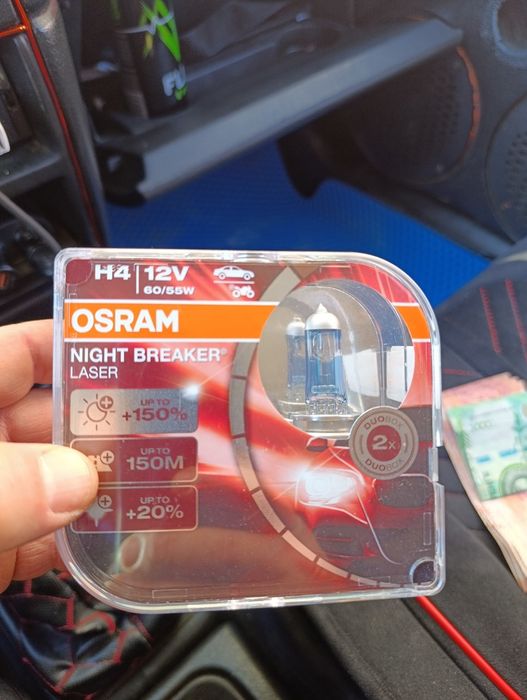 FU
H4 12V
60/55W
OSRAM
NIGHT BREAKER®
LASER
UP TO
+150%
UP TO
150M
UP TO
+20%
DUOBOX
2x
DUOBOX